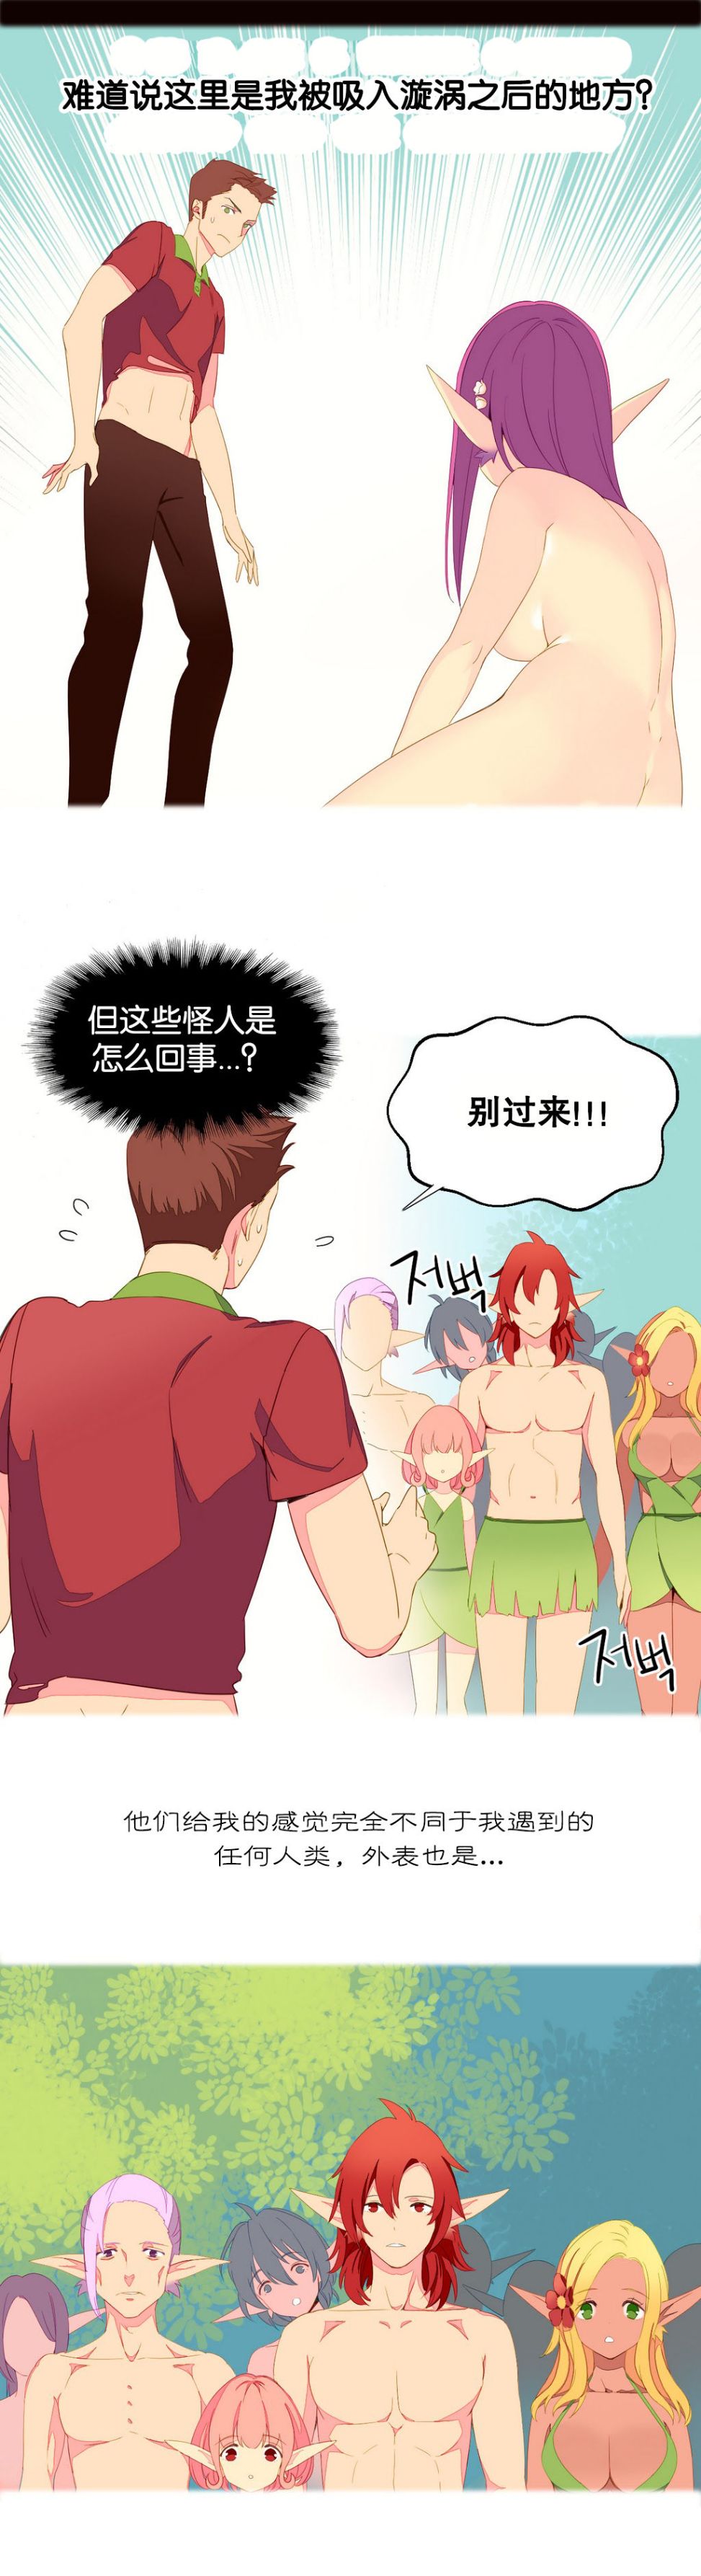 难道说这里是我被吸入漩涡之后的地方?
但这些怪人是
怎么回事...?
别过来!!!
저벅
저벅
他们给我的感觉完全不同于我遇到的
任何人类，外表也是...